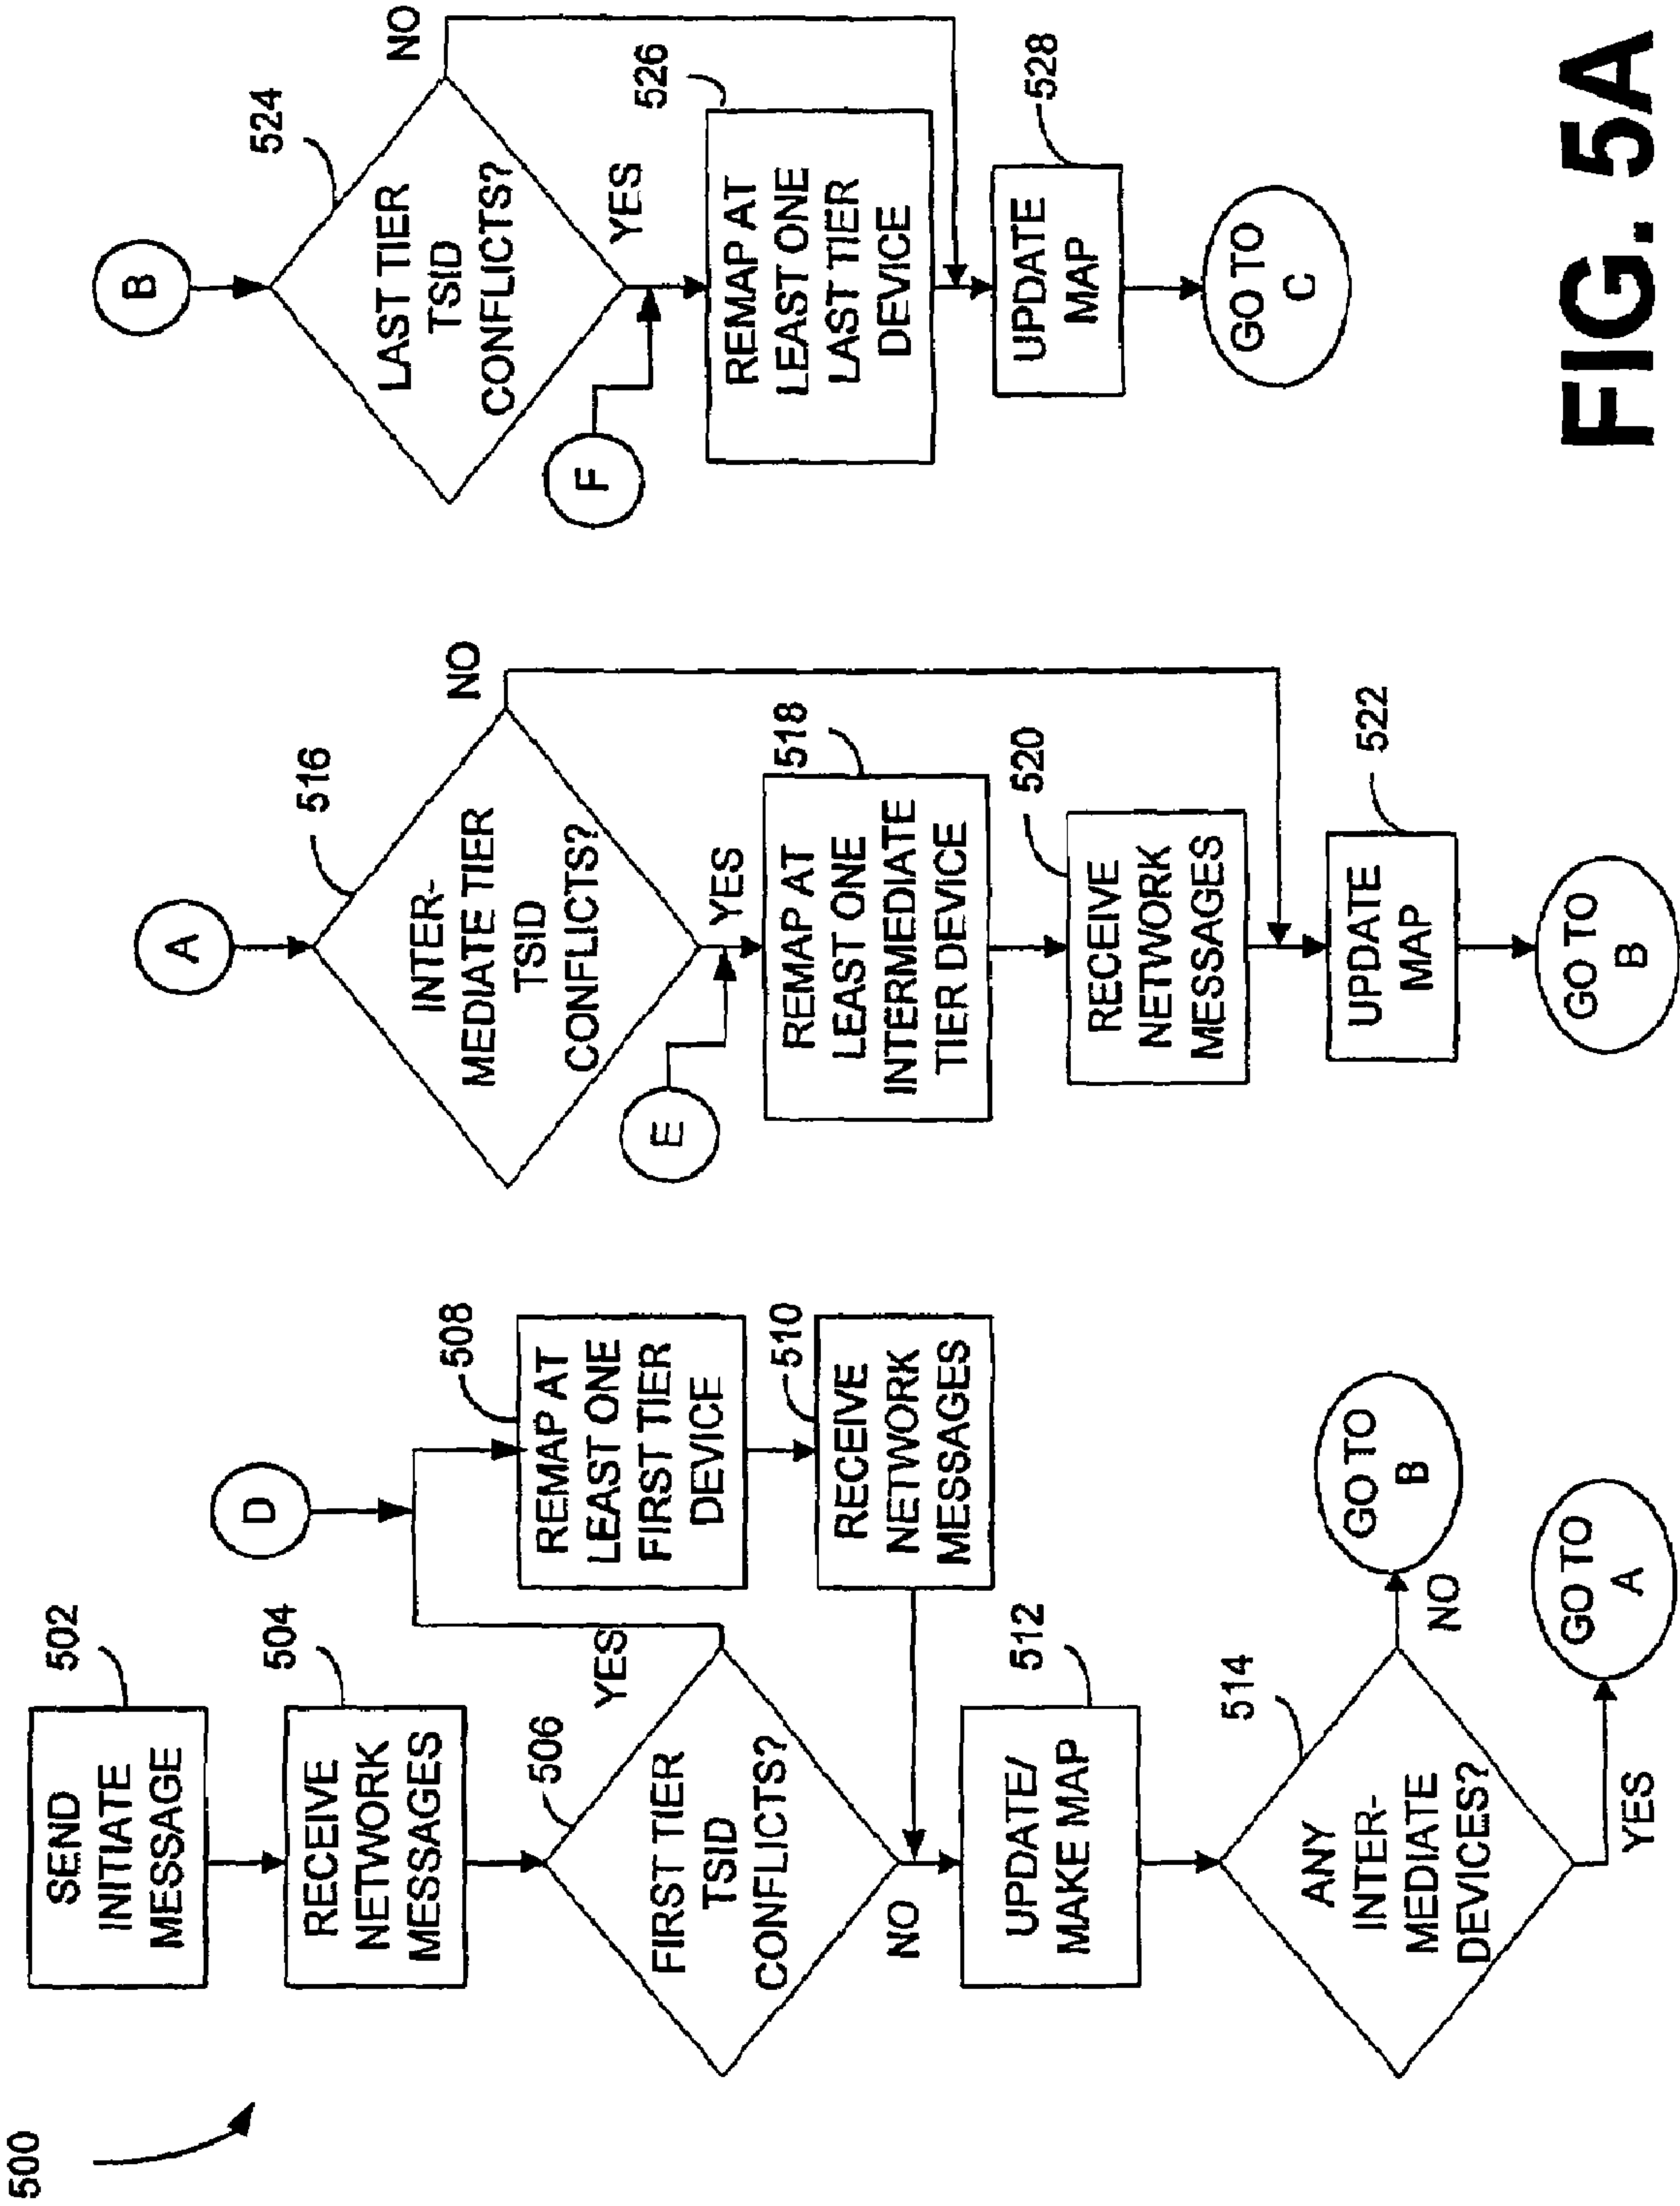 500
502
SEND
INITIATE
MESSAGE
504
RECEIVE
NETWORK
MESSAGES
506
FIRST TIER
TSID
CONFLICTS?
YES
NO
D
508
REMAP AT
LEAST ONE
FIRST TIER
DEVICE
510
RECEIVE
NETWORK
MESSAGES
512
UPDATE/
MAKE MAP
514
ANY
INTER-
MEDIATE
DEVICES?
NO
GO TO
B
YES
GO TO
A
A
516
INTER-
MEDIATE TIER
TSID
CONFLICTS?
NO
YES
E
518
REMAP AT
LEAST ONE
INTERMEDIATE
TIER DEVICE
520
RECEIVE
NETWORK
MESSAGES
522
UPDATE
MAP
GO TO
B
B
524
LAST TIER
TSID
CONFLICTS?
NO
YES
F
526
REMAP AT
LEAST ONE
LAST TIER
DEVICE
528
UPDATE
MAP
GO TO
C
FIG. 5A